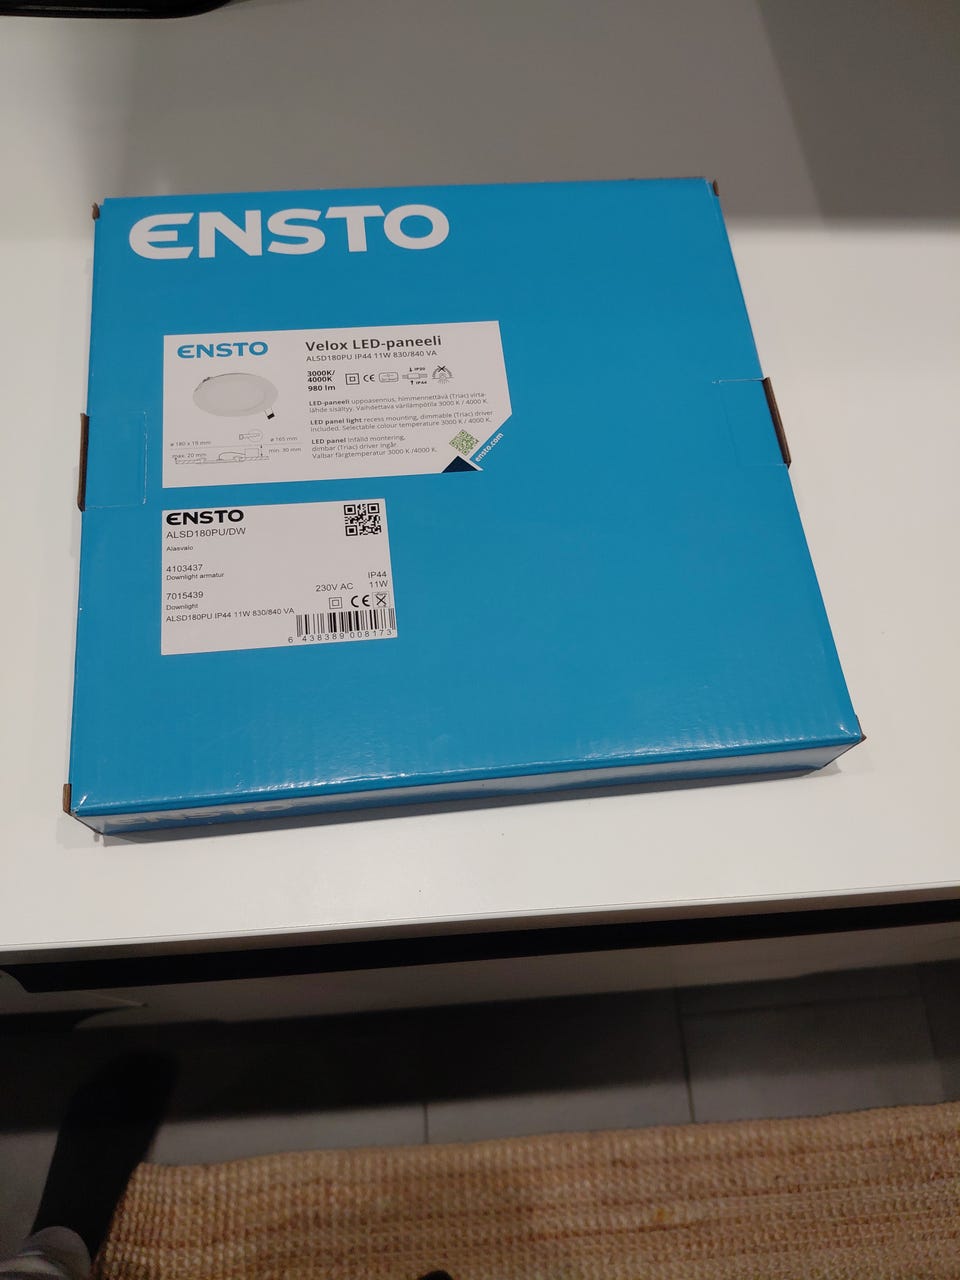 ENSTO
ENSTO
Velox LED-paneeli
ALSD180PU IP44 11W 830/840 VA
3000K/
4000K
980 lm
IP20
IP44
LED-paneeli uppoasennus, himmennettävä (Triac) virta-
lähde sisältyy. Vaihdettava värilämpötila 3000 K / 4000 K.
LED panel light recess mounting, dimmable (Triac) driver
included. Selectable colour temperature 3000 K / 4000 K.
LED panel Infälld montering,
dimbar (Triac) driver ingår.
Valbar färgtemperatur 3000 K /4000 K.
ø 180 x 19 mm
ø 165 mm
max. 20 mm
min. 30 mm
ensto.com
ENSTO
ALSD180PU/DW
Alasvalo
4103437
Downlight armatur
7015439
Downlight
ALSD180PU IP44 11W 830/840 VA
IP44
230V AC 11W
CE
6 438389 008173
ENSTO